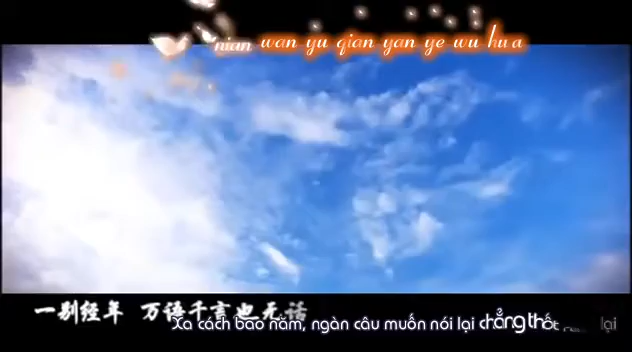 nian wan yu qian yan ye wu hua
一别经年 万语千言也无话
Xa cách bao năm, ngàn câu muốn nói lại chẳng thốt lại